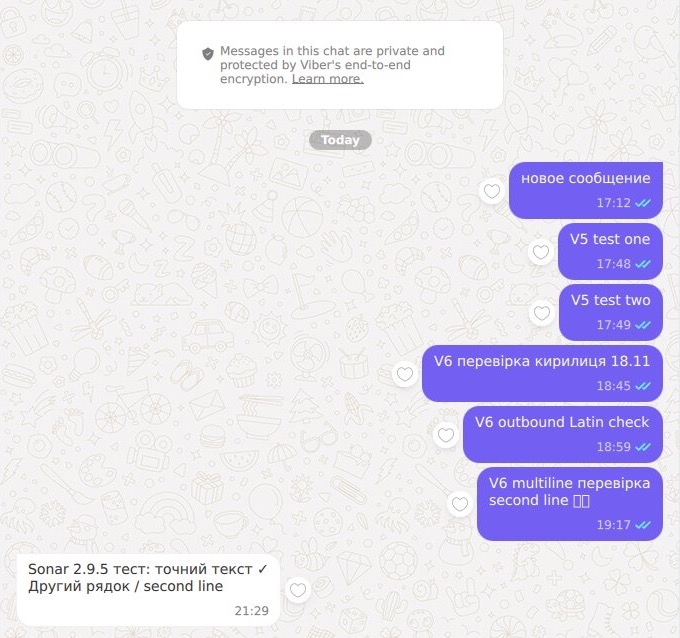 Messages in this chat are private and
protected by Viber's end-to-end
encryption. Learn more.
Today
новое сообщение
17:12
V5 test one
17:48
V5 test two
17:49
V6 перевірка кирилиця 18.11
18:45
V6 outbound Latin check
18:59
V6 multiline перевірка
second line
19:17
Sonar 2.9.5 тест: точний текст ✓
Другий рядок / second line
21:29